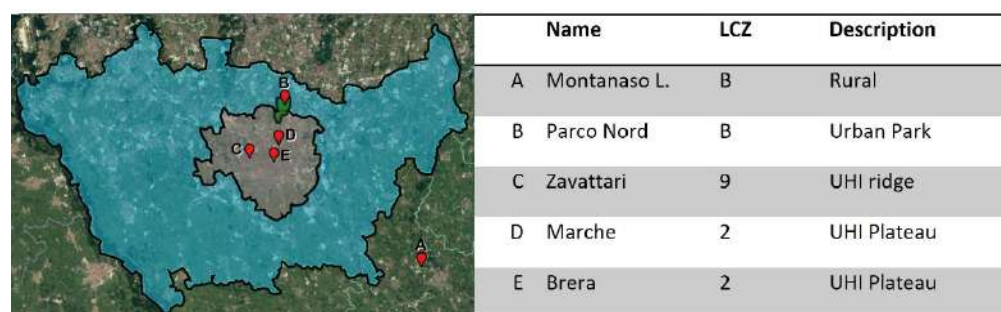 B
D
C
E
A
Name LCZ Description
A Montanaso L. B Rural
B Parco Nord B Urban Park
C Zavattari 9 UHI ridge
D Marche 2 UHI Plateau
E Brera 2 UHI Plateau